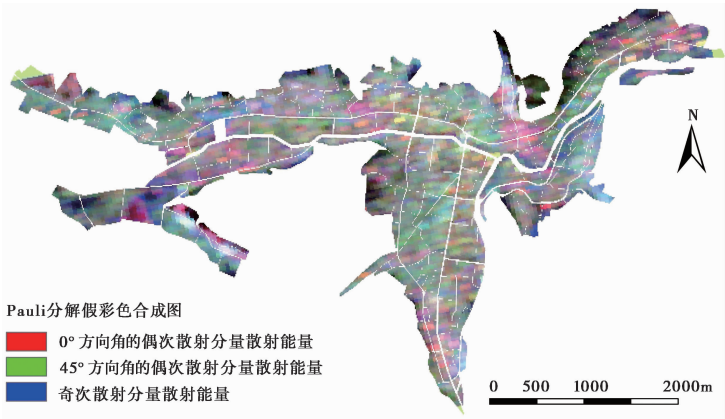 N
Pauli分解假彩色合成图
0°方向角的偶次散射分量散射能量
45°方向角的偶次散射分量散射能量
奇次散射分量散射能量
0 500 1000 2000m